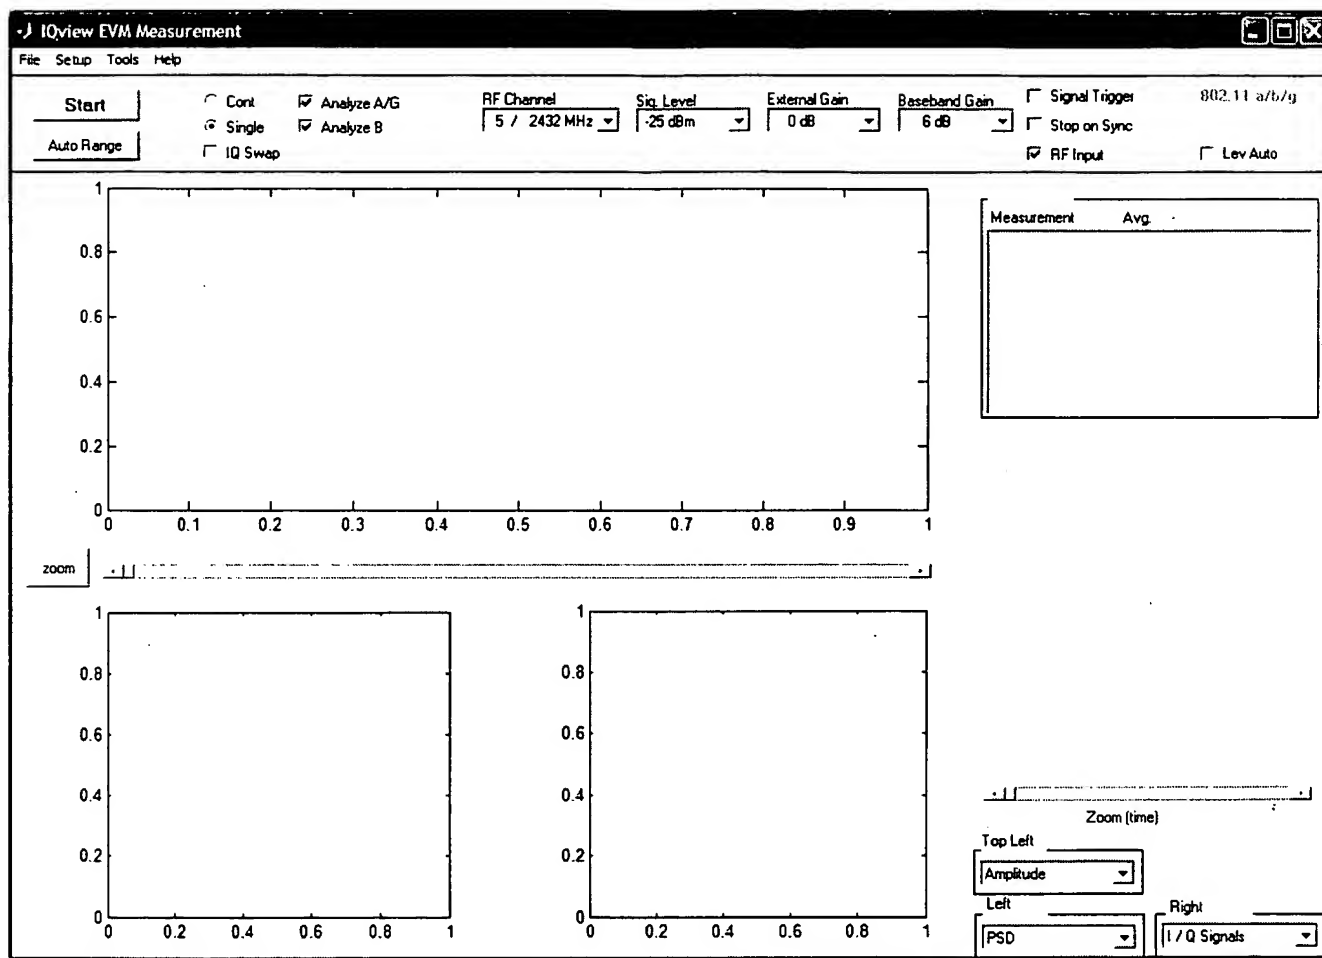 IQview EVM Measurement
File Setup Tools Help
Start
Auto Range
Cont
Single
IQ Swap
Analyze A/G
Analyze B
RF Channel
5 / 2432 MHz
Sig. Level
-25 dBm
External Gain
0 dB
Baseband Gain
6 dB
Signal Trigger
Stop on Sync
RF Input
802.11 a/b/g
Lev Auto
1
0.8
0.6
0.4
0.2
0
0 0.1 0.2 0.3 0.4 0.5 0.6 0.7 0.8 0.9 1
Measurement Avg.
zoom
1
0.8
0.6
0.4
0.2
0
0 0.2 0.4 0.6 0.8 1
1
0.8
0.6
0.4
0.2
0
0 0.2 0.4 0.6 0.8 1
Zoom (time)
Top Left
Amplitude
Left
PSD
Right
I / Q Signals